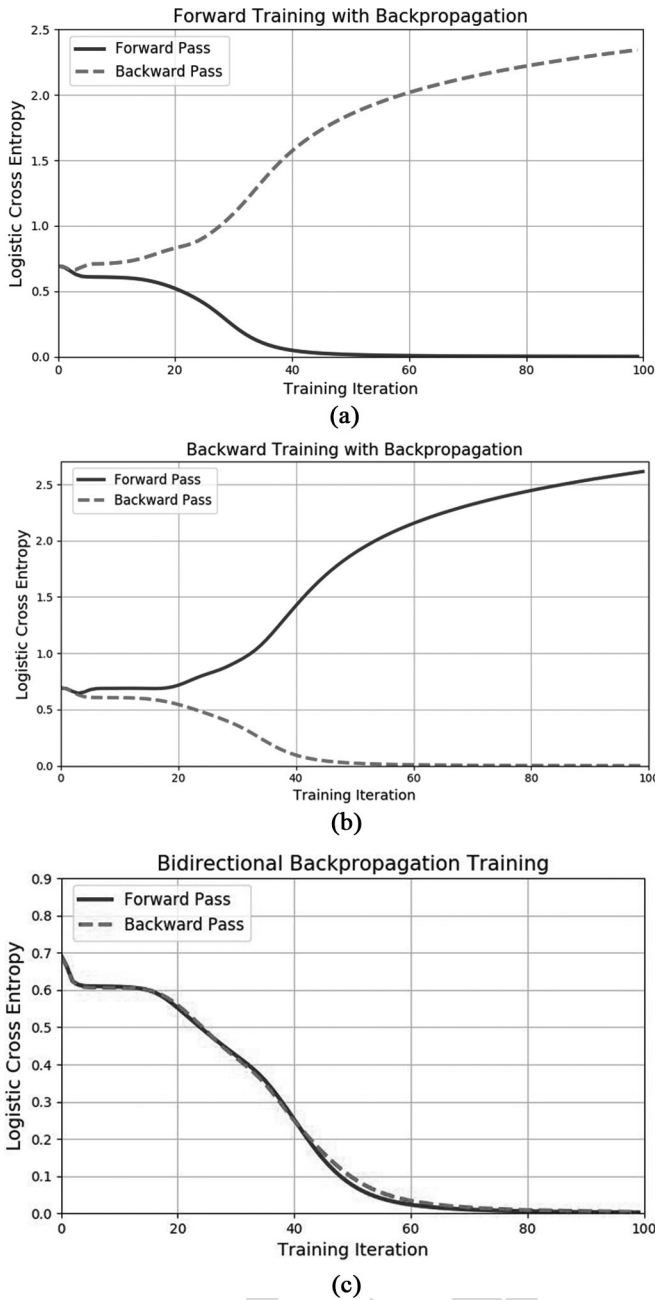 Forward Training with Backpropagation
2.5
2.0
1.5
1.0
0.5
0.0
Logistic Cross Entropy
Forward Pass
Backward Pass
0 20 40 60 80 100
Training Iteration
(a)
Backward Training with Backpropagation
2.5
2.0
1.5
1.0
0.5
0.0
Logistic Cross Entropy
Forward Pass
Backward Pass
0 20 40 60 80 100
Training Iteration
(b)
Bidirectional Backpropagation Training
0.9
0.8
0.7
0.6
0.5
0.4
0.3
0.2
0.1
0.0
Logistic Cross Entropy
Forward Pass
Backward Pass
0 20 40 60 80 100
Training Iteration
(c)